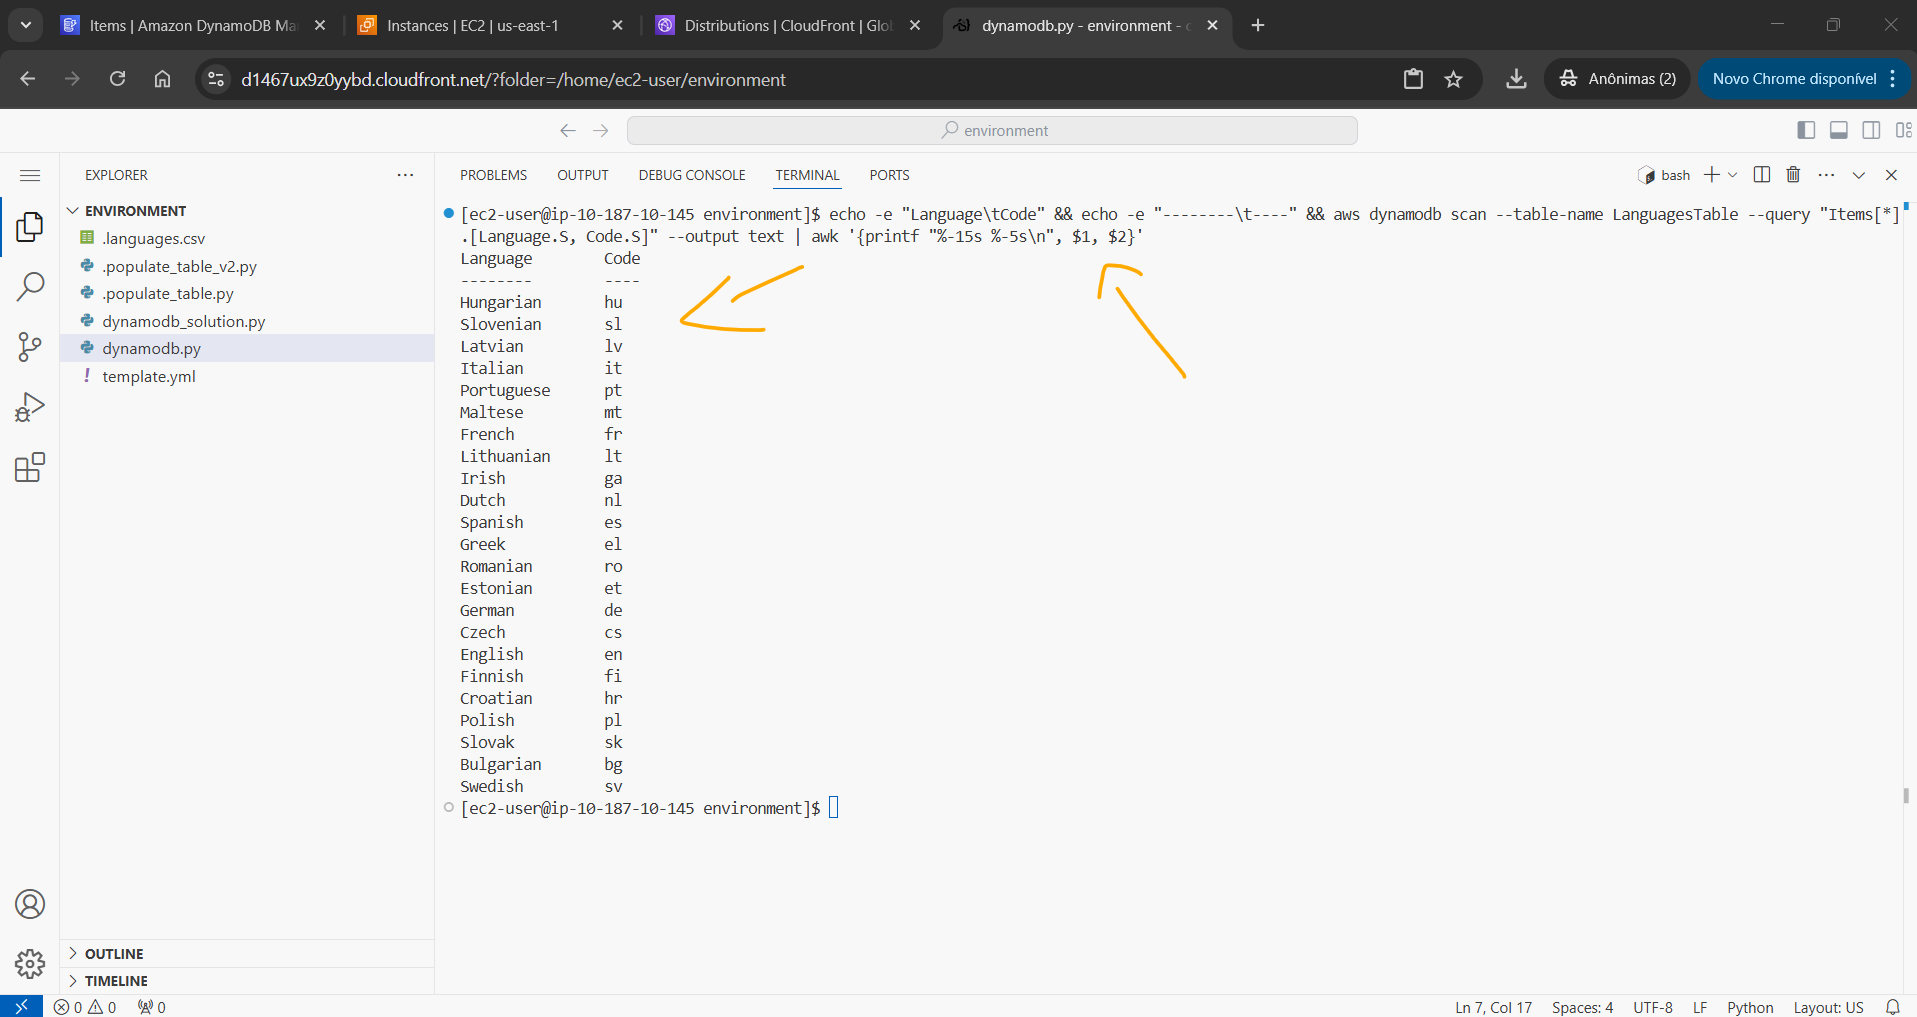 Items | Amazon DynamoDB Ma
Instances | EC2 | us-east-1
Distributions | CloudFront | Glo
dynamodb.py - environment - c
d1467ux9z0yybd.cloudfront.net/?folder=/home/ec2-user/environment
Anônimas (2)
Novo Chrome disponível
environment
EXPLORER
ENVIRONMENT
.languages.csv
.populate_table_v2.py
.populate_table.py
dynamodb_solution.py
dynamodb.py
! template.yml
OUTLINE
TIMELINE
PROBLEMS OUTPUT DEBUG CONSOLE TERMINAL PORTS
bash
[ec2-user@ip-10-187-10-145 environment]$ echo -e "Language\tCode" && echo -e "--------\t----" && aws dynamodb scan --table-name LanguagesTable --query "Items[*]
.[Language.S, Code.S]" --output text | awk '{printf "%-15s %-5s\n", $1, $2}'
Language Code
-------- ----
Hungarian hu
Slovenian sl
Latvian lv
Italian it
Portuguese pt
Maltese mt
French fr
Lithuanian lt
Irish ga
Dutch nl
Spanish es
Greek el
Romanian ro
Estonian et
German de
Czech cs
English en
Finnish fi
Croatian hr
Polish pl
Slovak sk
Bulgarian bg
Swedish sv
[ec2-user@ip-10-187-10-145 environment]$
0 0 0
Ln 7, Col 17 Spaces: 4 UTF-8 LF Python Layout: US